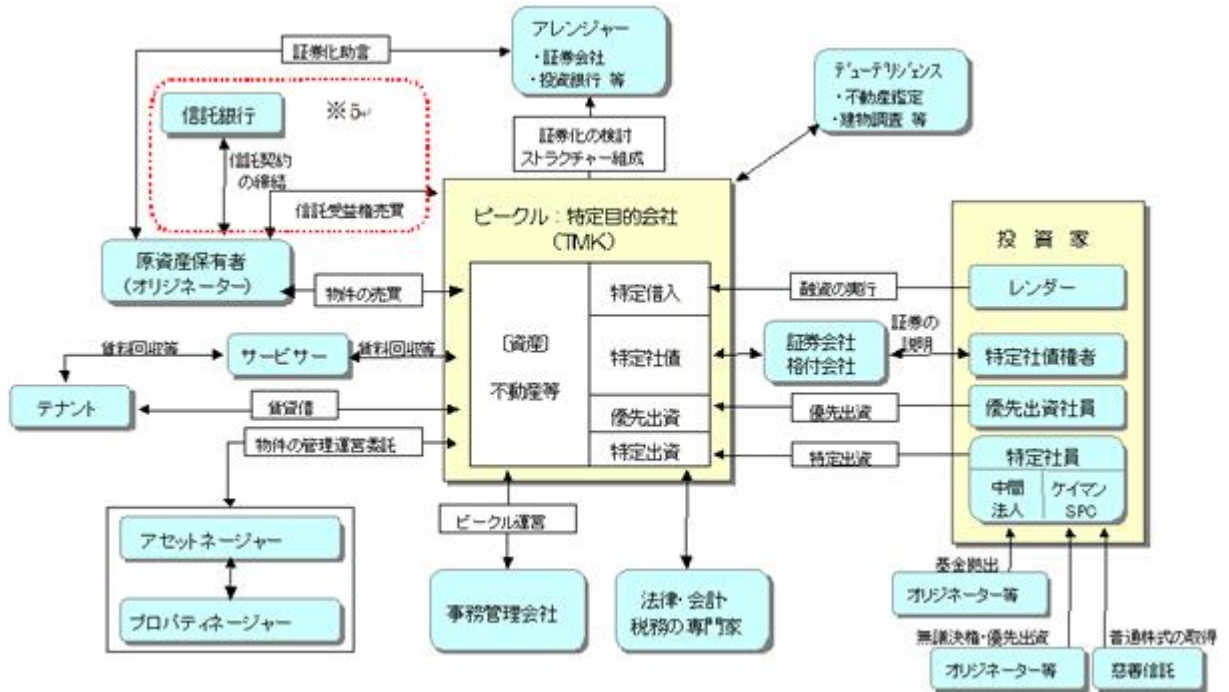 アレンジャー
・証券会社
・投資銀行 等
証券化助言
デューデリジェンス
・不動産鑑定
・建物調査 等
信託銀行
※5
証券化の検討
ストラクチャー組成
信託契約
の締結
信託受益権売買
ビークル：特定目的会社
(TMK)
投 資 家
原資産保有者
(オリジネーター)
物件の売買
特定借入
融資の実行
レンダー
〔資産〕
不動産等
特定社債
証券会社
格付会社
証券の
説明
特定社債権者
賃料回収等
サービサー
賃料回収等
テナント
賃貸借
優先出資
優先出資
優先出資社員
物件の管理運営委託
特定出資
特定出資
特定社員
中間
法人
ケイマン
SPC
ビークル運営
アセットネージャー
プロパティネージャー
事務管理会社
法律・会計・
税務の専門家
基金拠出
オリジネーター等
無議決権・優先出資
普通株式の取得
オリジネーター等
慈善信託